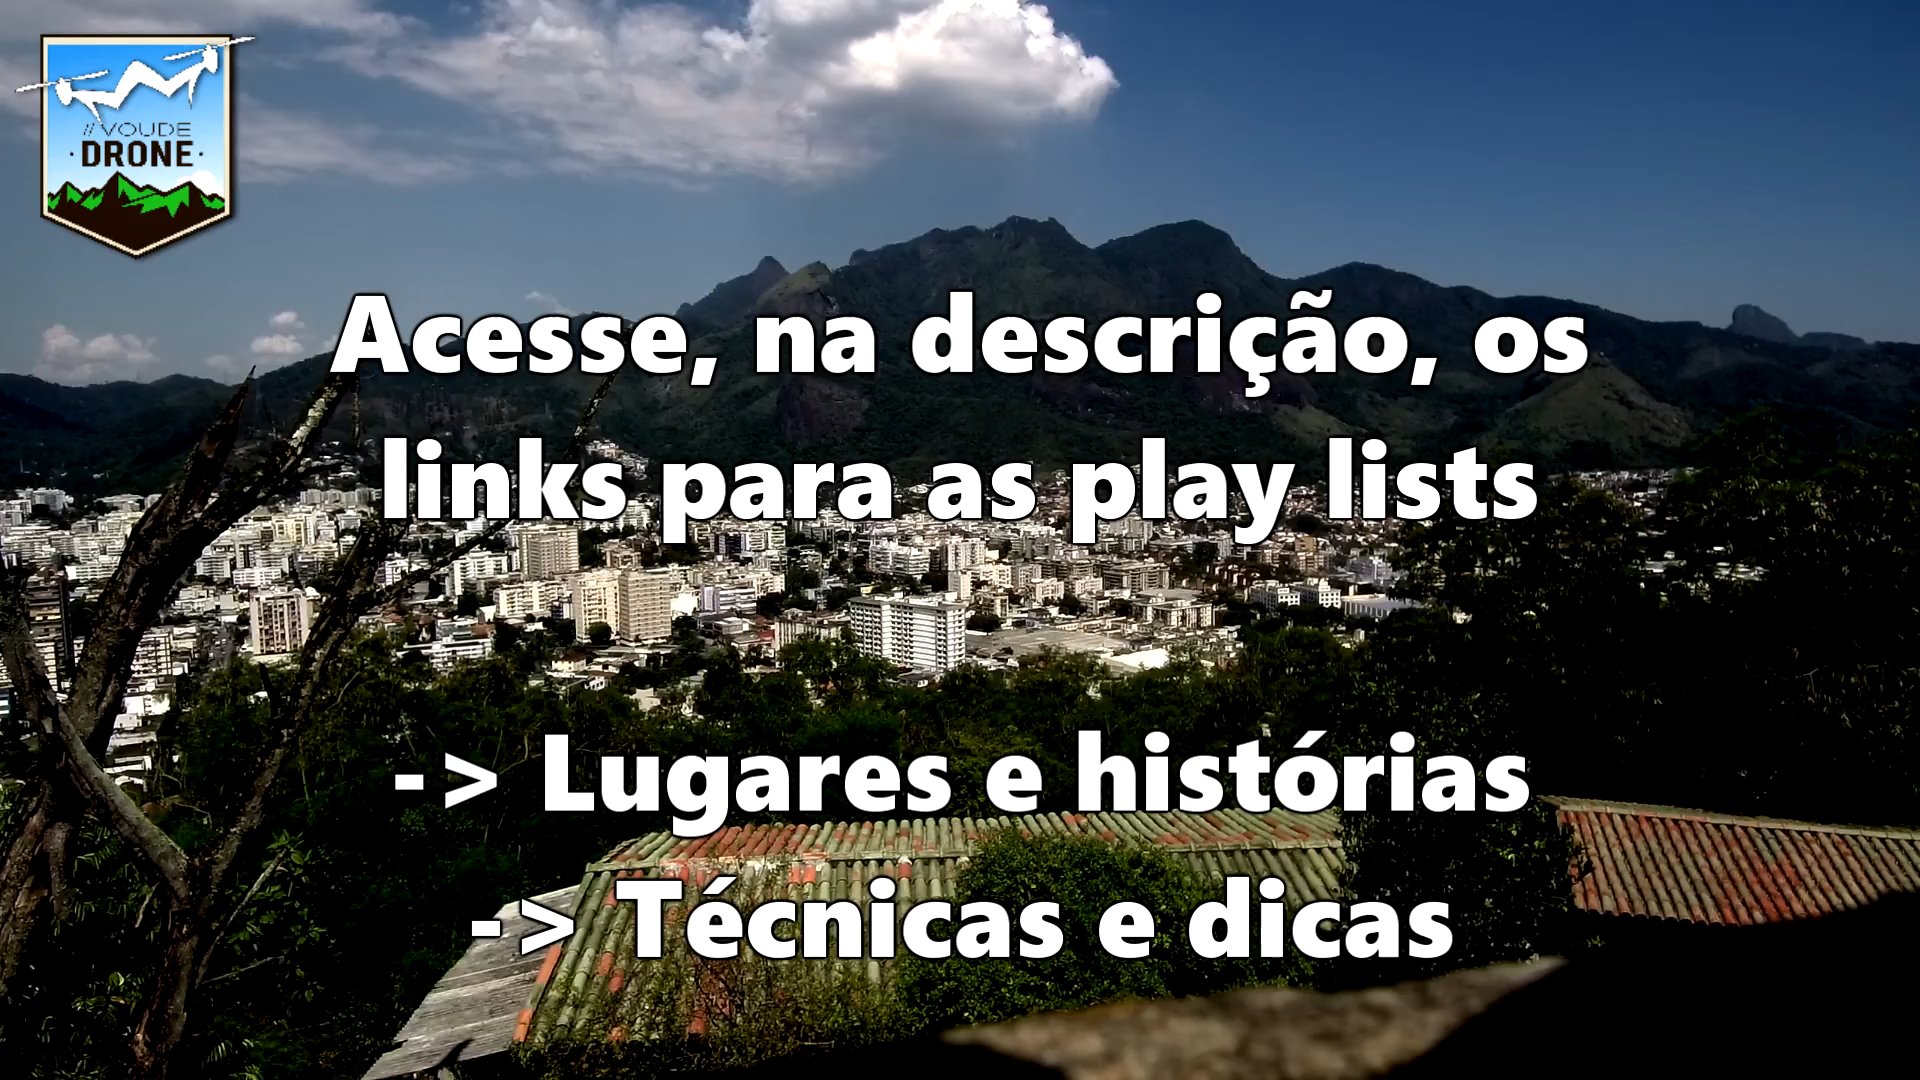 //VOUDE
·DRONE·
Acesse, na descrição, os
links para as play lists
-> Lugares e histórias
-> Técnicas e dicas